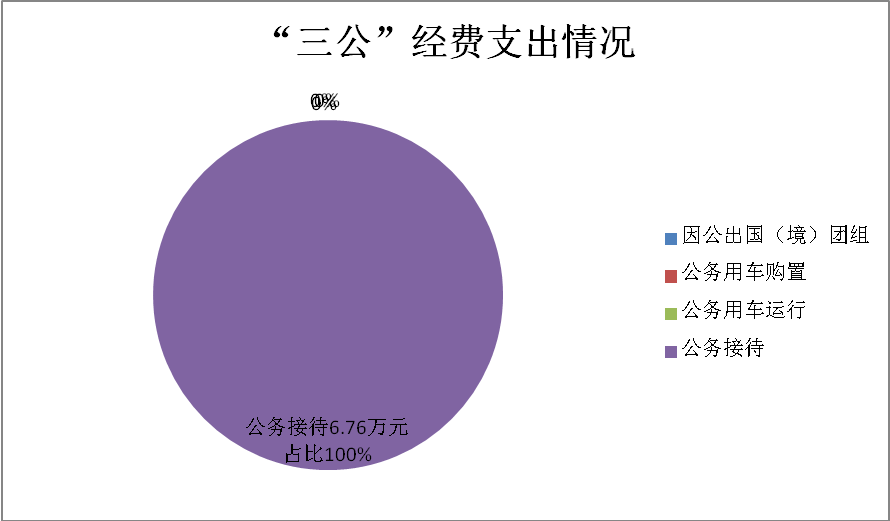 “三公”经费支出情况
0%
公务接待6.76万元
占比100%
因公出国（境）团组
公务用车购置
公务用车运行
公务接待